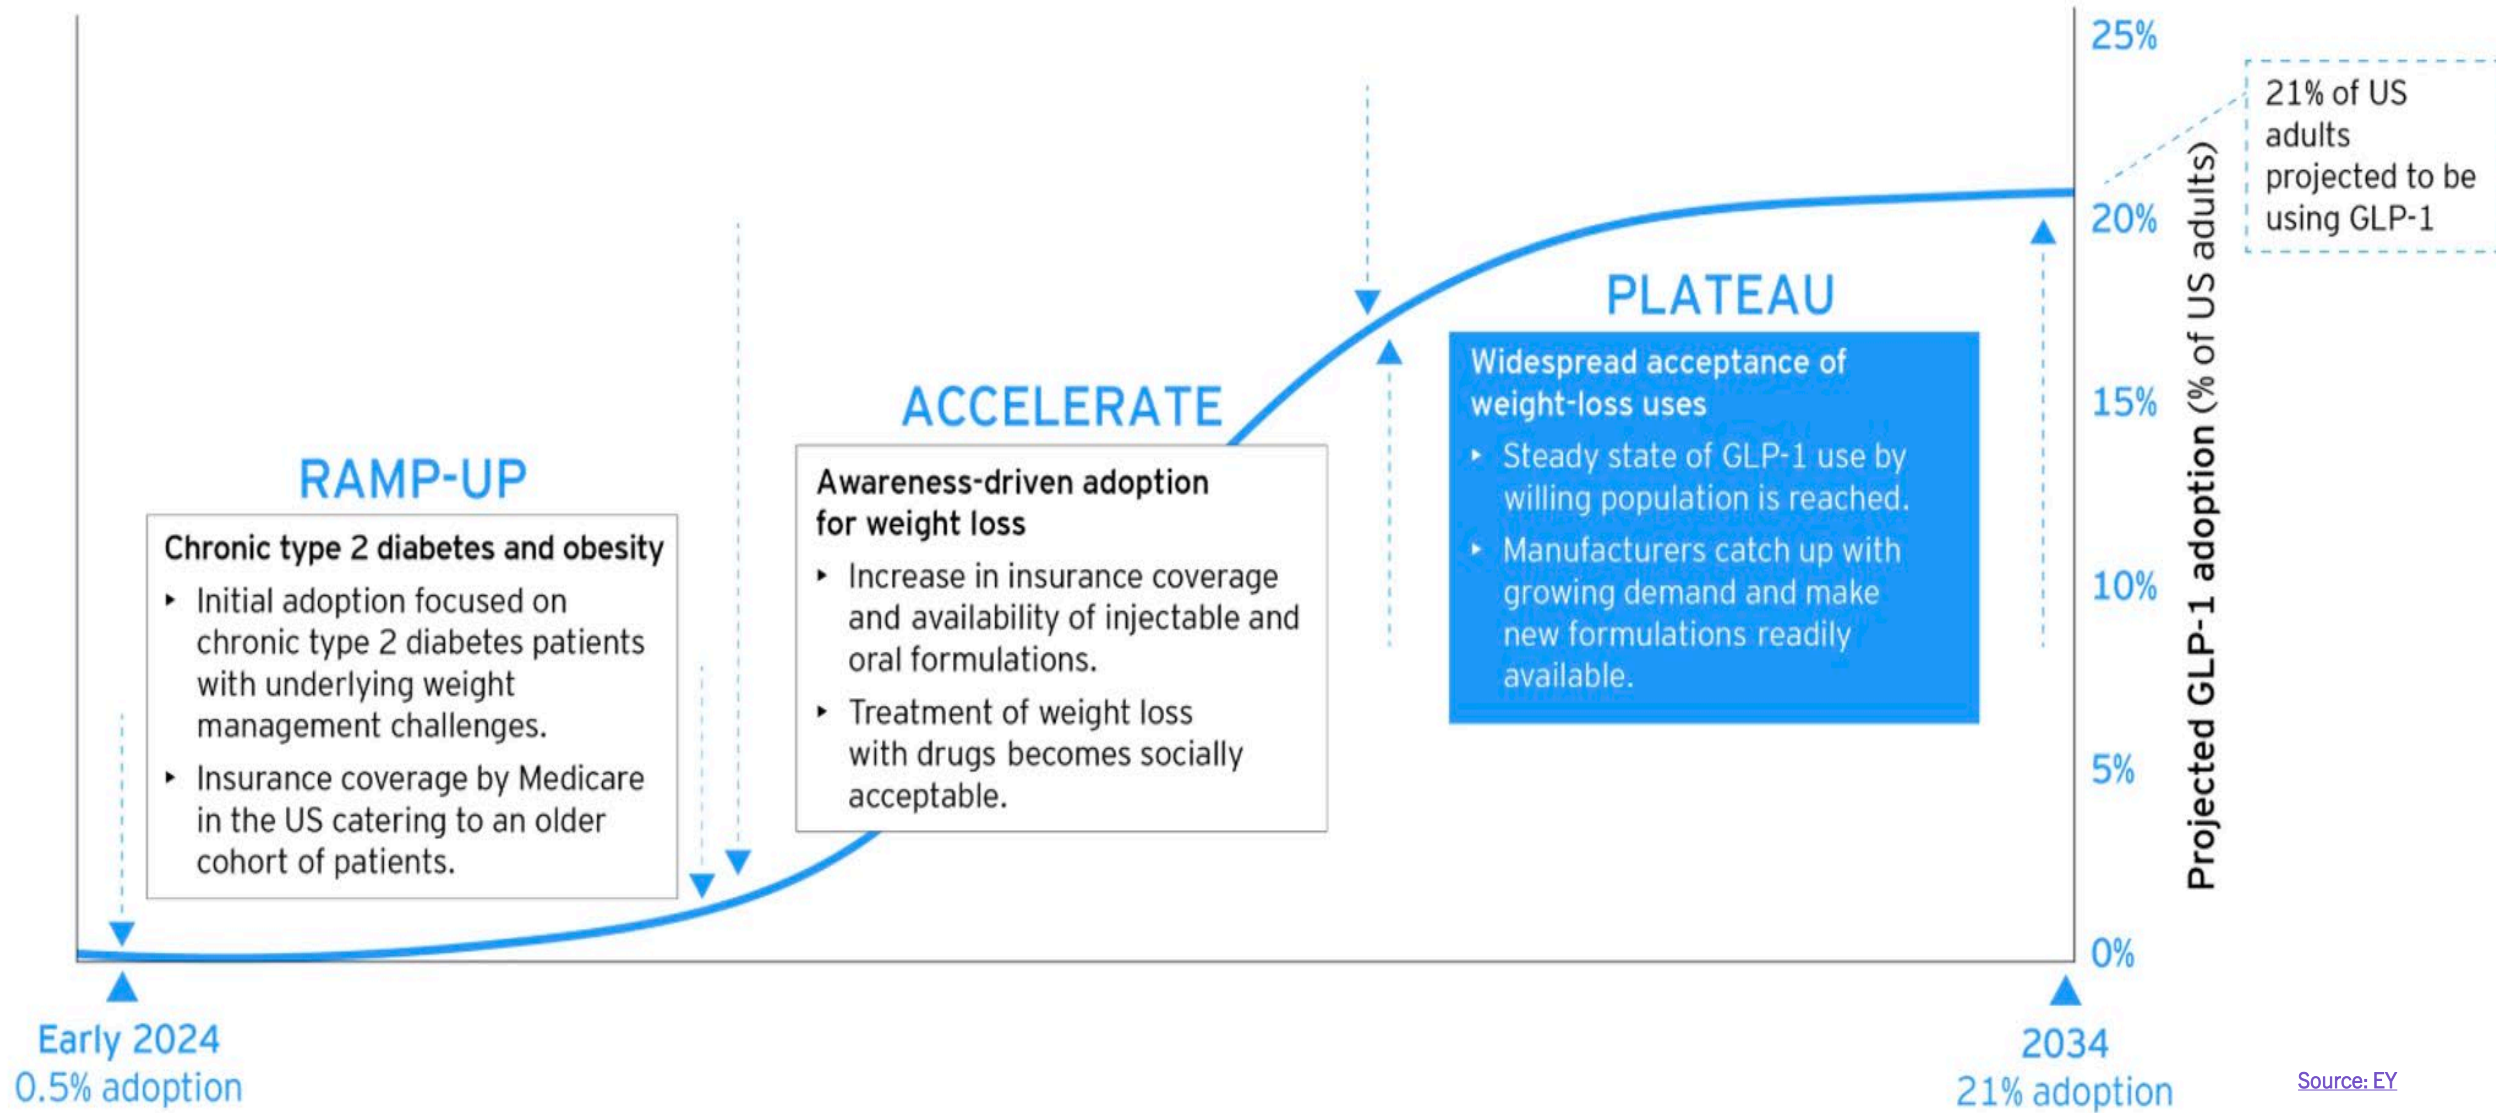 RAMP-UP
Chronic type 2 diabetes and obesity
‣ Initial adoption focused on
chronic type 2 diabetes patients
with underlying weight
management challenges.
‣ Insurance coverage by Medicare
in the US catering to an older
cohort of patients.
ACCELERATE
Awareness-driven adoption
for weight loss
‣ Increase in insurance coverage
and availability of injectable and
oral formulations.
‣ Treatment of weight loss
with drugs becomes socially
acceptable.
PLATEAU
Widespread acceptance of
weight-loss uses
‣ Steady state of GLP-1 use by
willing population is reached.
‣ Manufacturers catch up with
growing demand and make
new formulations readily
available.
25%
20%
15%
10%
5%
0%
Projected GLP-1 adoption (% of US adults)
21% of US
adults
projected to be
using GLP-1
Early 2024
0.5% adoption
2034
21% adoption
Source: EY